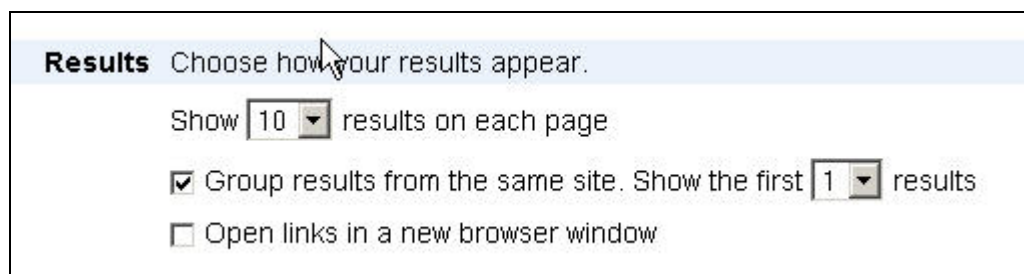 Results Choose how your results appear.
Show 10 results on each page
Group results from the same site. Show the first 1 results
Open links in a new browser window